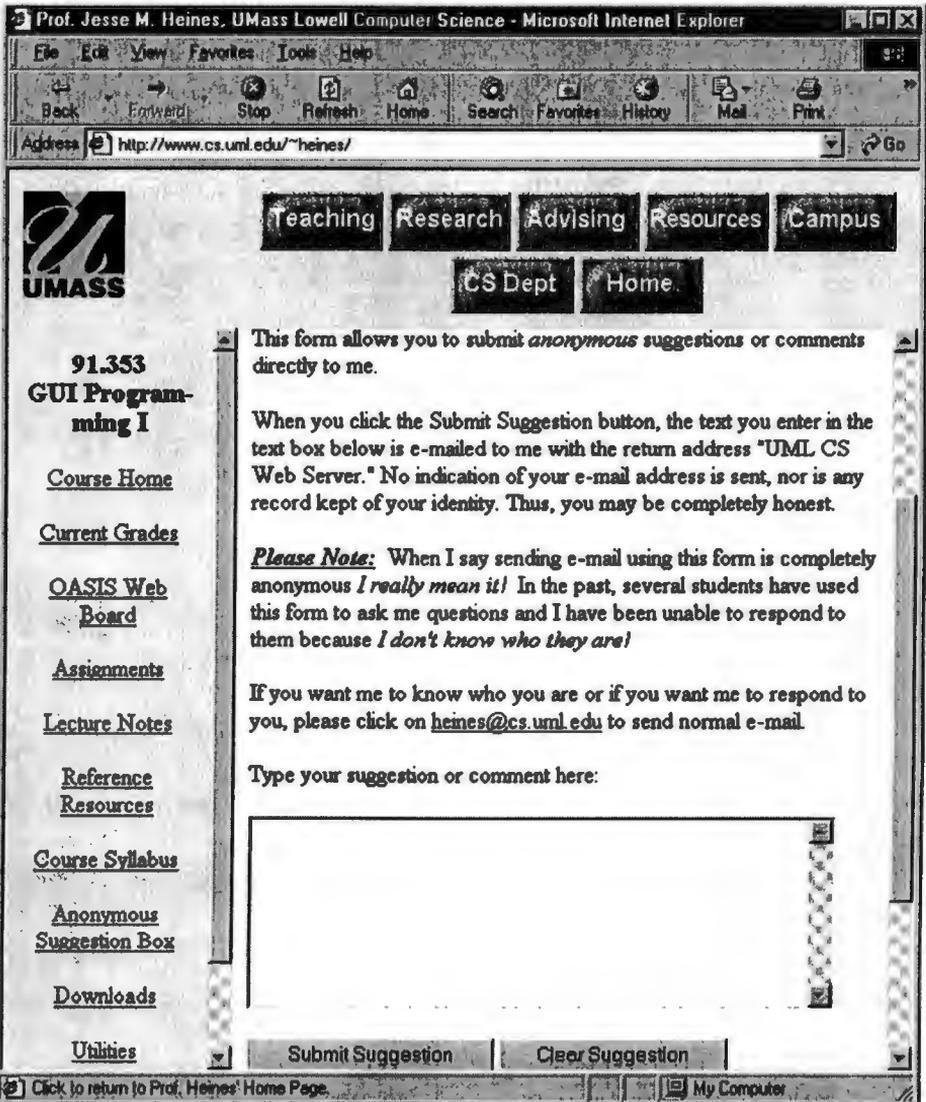 Prof. Jesse M. Heines, UMass Lowell Computer Science - Microsoft Internet Explorer
File Edit View Favorites Tools Help
Back Forward Stop Refresh Home Search Favorites History Mail Print
Address http://www.cs.uml.edu/~heines/ Go
Teaching Research Advising Resources Campus
CS Dept Home
UMASS
91.353
GUI Program-
ming I
Course Home
Current Grades
OASIS Web
Board
Assignments
Lecture Notes
Reference
Resources
Course Syllabus
Anonymous
Suggestion Box
Downloads
Utilities
This form allows you to submit anonymous suggestions or comments
directly to me.
When you click the Submit Suggestion button, the text you enter in the
text box below is e-mailed to me with the return address "UML CS
Web Server." No indication of your e-mail address is sent, nor is any
record kept of your identity. Thus, you may be completely honest.
Please Note: When I say sending e-mail using this form is completely
anonymous I really mean it! In the past, several students have used
this form to ask me questions and I have been unable to respond to
them because I don't know who they are!
If you want me to know who you are or if you want me to respond to
you, please click on heines@cs.uml.edu to send normal e-mail.
Type your suggestion or comment here:
Submit Suggestion Clear Suggestion
Click to return to Prof. Heines' Home Page. My Computer